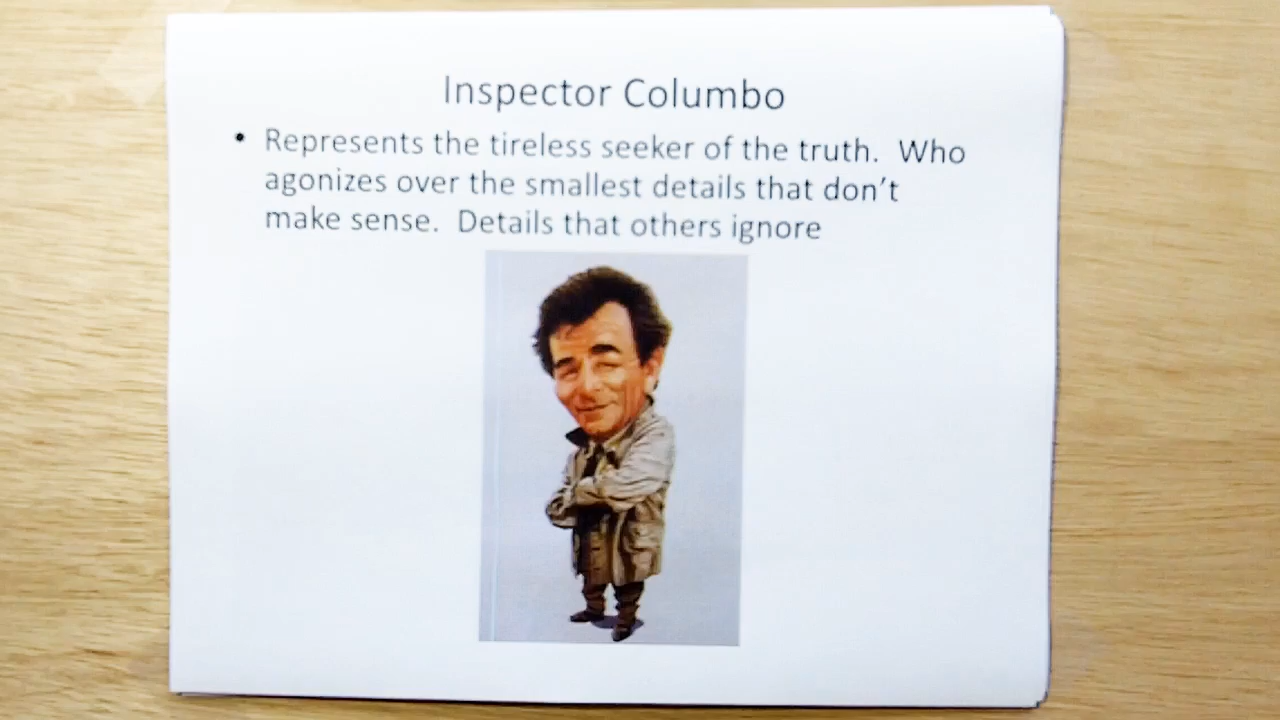 Inspector Columbo
• Represents the tireless seeker of the truth.  Who
agonizes over the smallest details that don’t
make sense.  Details that others ignore